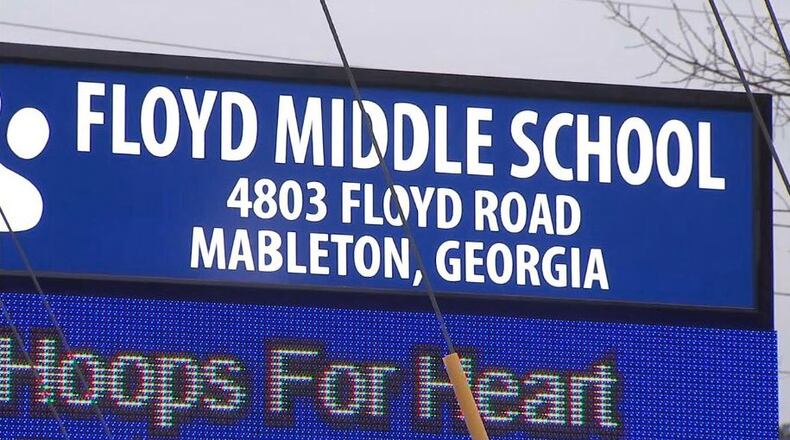 FLOYD MIDDLE SCHOOL
4803 FLOYD ROAD
MABLETON, GEORGIA
Hoops For Heart